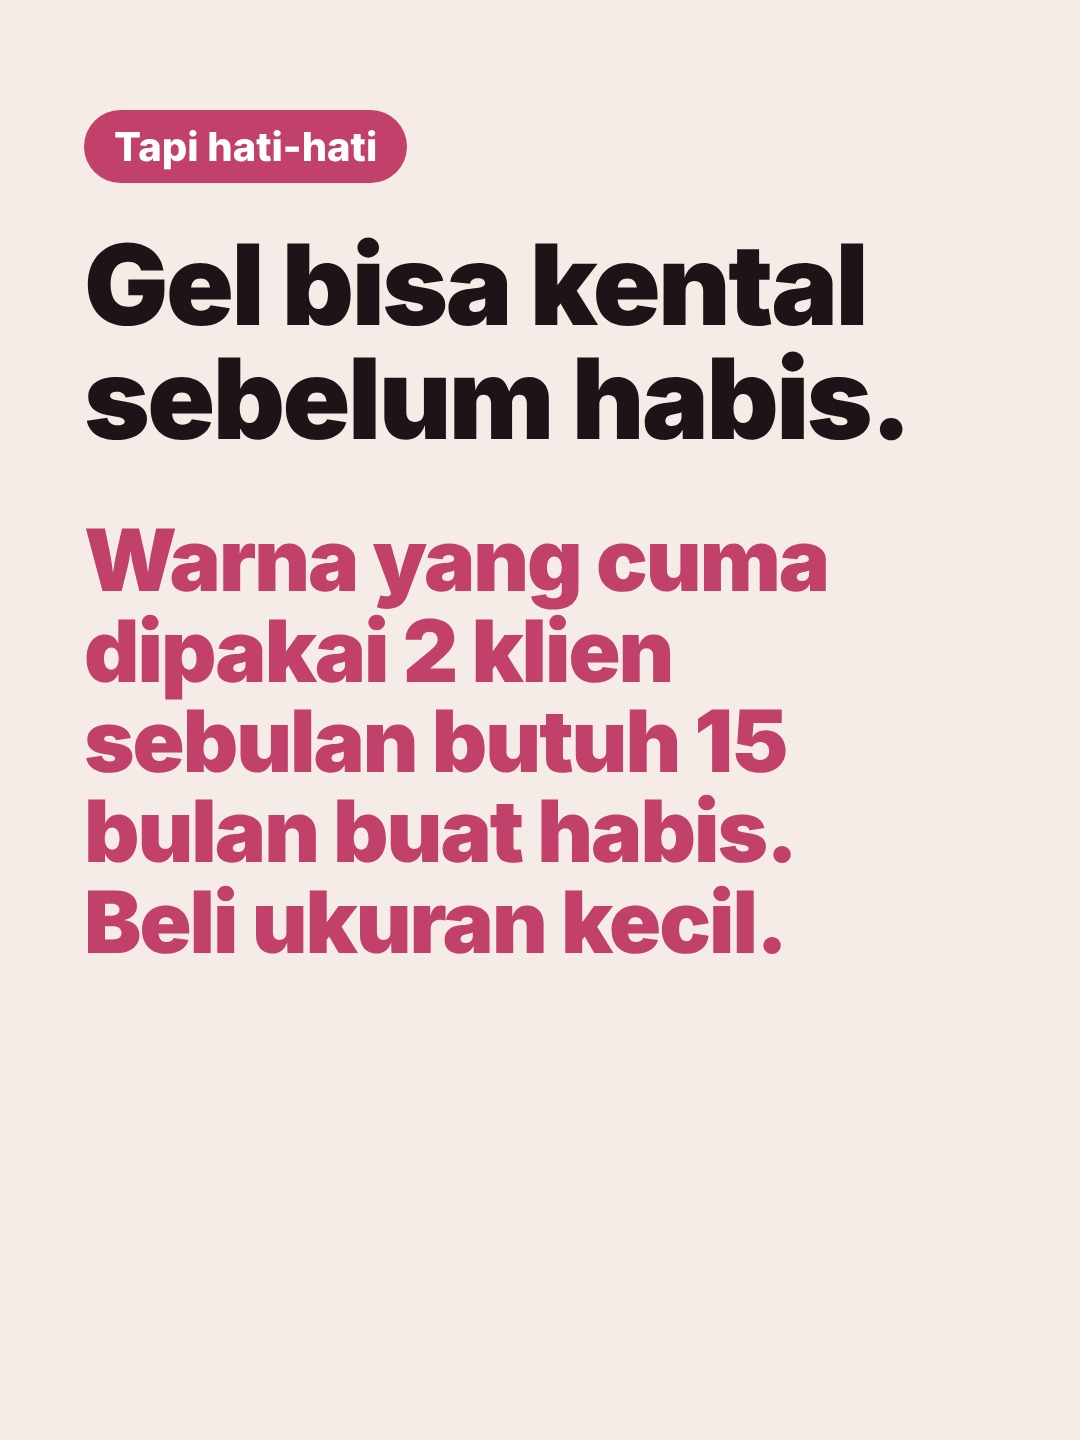 Tapi hati-hati
Gel bisa kental
sebelum habis.
Warna yang cuma
dipakai 2 klien
sebulan butuh 15
bulan buat habis.
Beli ukuran kecil.